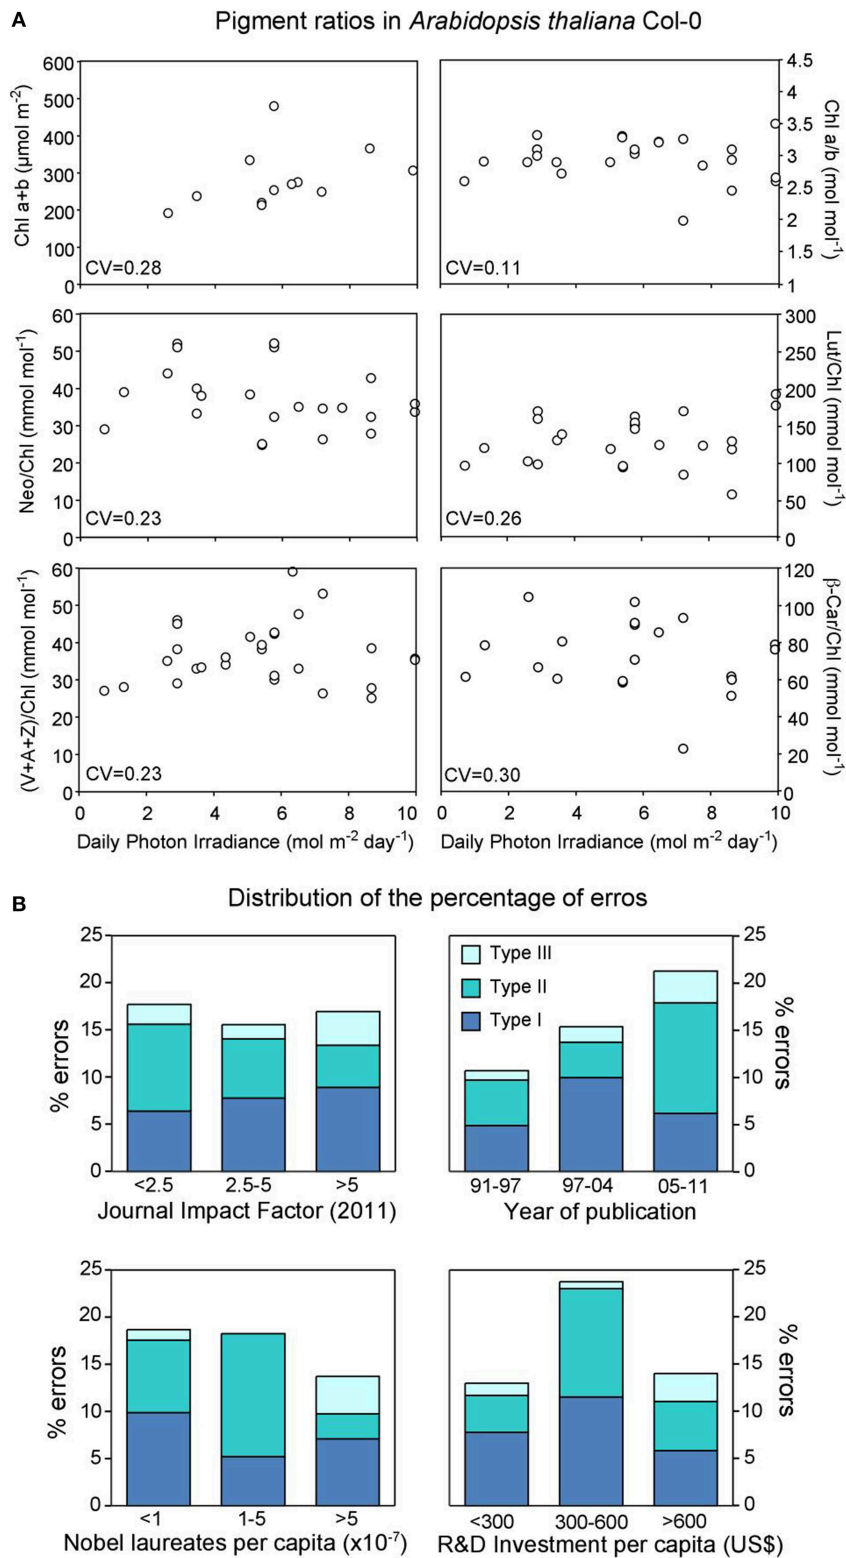 A
Pigment ratios in Arabidopsis thaliana Col-0
600
500
400
300
200
100
0
Chl a+b (µmol m-2)
CV=0.28
4.5
4
3.5
3
2.5
2
1.5
1
Chl a/b (mol mol-1)
CV=0.11
60
50
40
30
20
10
0
Neo/Chl (mmol mol-1)
CV=0.23
300
250
200
150
100
50
0
Lut/Chl (mmol mol-1)
CV=0.26
60
50
40
30
20
10
0
(V+A+Z)/Chl (mmol mol-1)
CV=0.23
0 2 4 6 8 10
Daily Photon Irradiance (mol m-2 day-1)
120
100
80
60
40
20
0
β-Car/Chl (mmol mol-1)
CV=0.30
0 2 4 6 8 10
Daily Photon Irradiance (mol m-2 day-1)
B
Distribution of the percentage of erros
25
20
15
10
5
0
% errors
<2.5 2.5-5 >5
Journal Impact Factor (2011)
Type III
Type II
Type I
25
20
15
10
5
0
% errors
91-97 97-04 05-11
Year of publication
25
20
15
10
5
0
% errors
<1 1-5 >5
Nobel laureates per capita (x10-7)
25
20
15
10
5
0
% errors
<300 300-600 >600
R&D Investment per capita (US$)